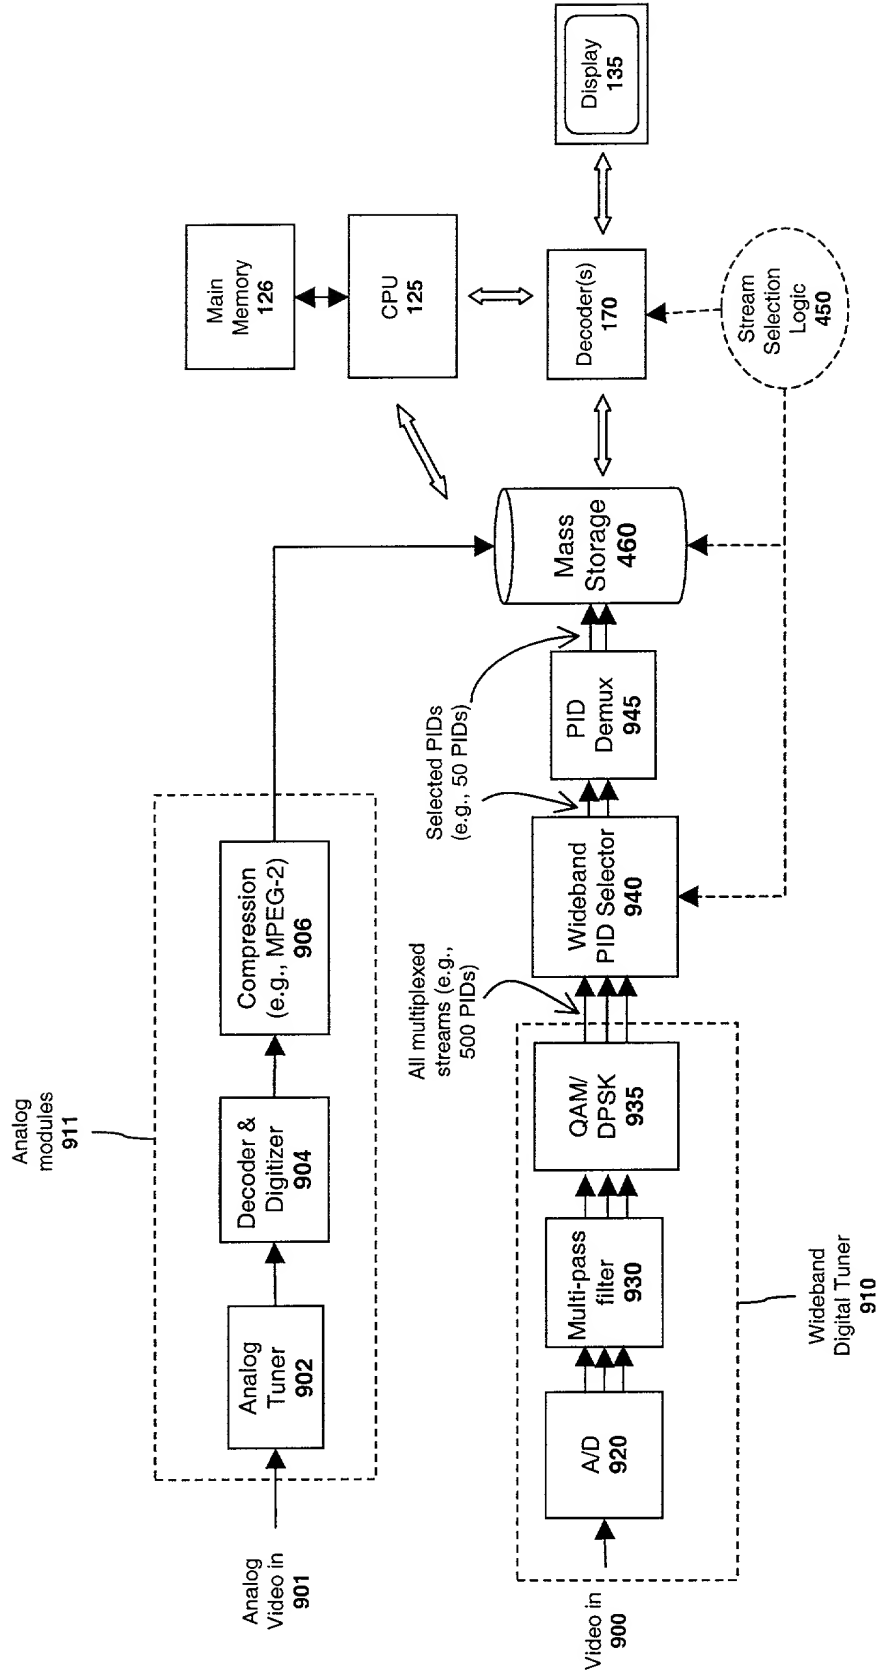 Analog
modules
911
Analog
Video in
901
Analog
Tuner
902
Decoder &
Digitizer
904
Compression
(e.g., MPEG-2)
906
Main
Memory
126
CPU
125
Video in
900
A/D
920
Multi-pass
filter
930
QAM/
DPSK
935
All multiplexed
streams (e.g.,
500 PIDs)
Wideband
PID Selector
940
Selected PIDs
(e.g., 50 PIDs)
PID
Demux
945
Mass
Storage
460
Decoder(s)
170
Display
135
Stream
Selection
Logic
450
Wideband
Digital Tuner
910